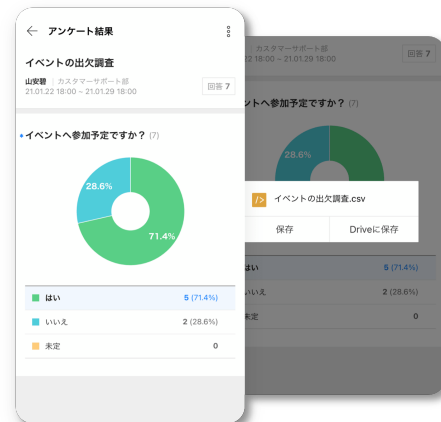 アンケート結果
イベントの出欠調査
山安碧 | カスタマーサポート部
21.01.22 18:00 ~ 21.01.29 18:00
回答 7
イベントへ参加予定ですか? (7)
28.6%
71.4%
はい 5 (71.4%)
いいえ 2 (28.6%)
未定 0
| カスタマーサポート部
22 18:00 ~ 21.01.29 18:00
回答 7
ントへ参加予定ですか? (7)
28.6%
イベントの出欠調査.csv
保存 Driveに保存
はい 5 (71.4%)
いいえ 2 (28.6%)
未定 0